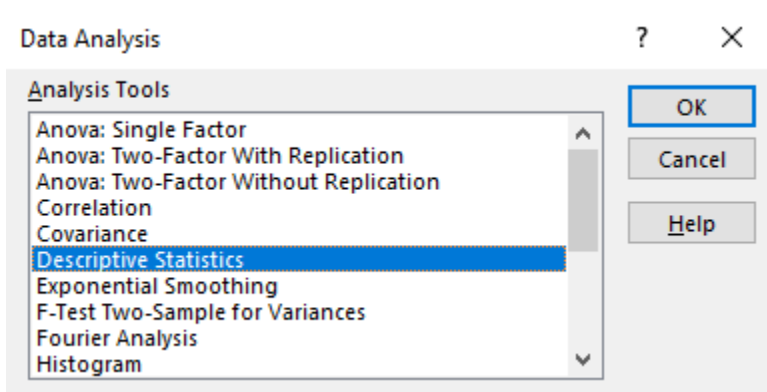 Data Analysis
?
Analysis Tools
Anova: Single Factor
Anova: Two-Factor With Replication
Anova: Two-Factor Without Replication
Correlation
Covariance
Descriptive Statistics
Exponential Smoothing
F-Test Two-Sample for Variances
Fourier Analysis
Histogram
OK
Cancel
Help